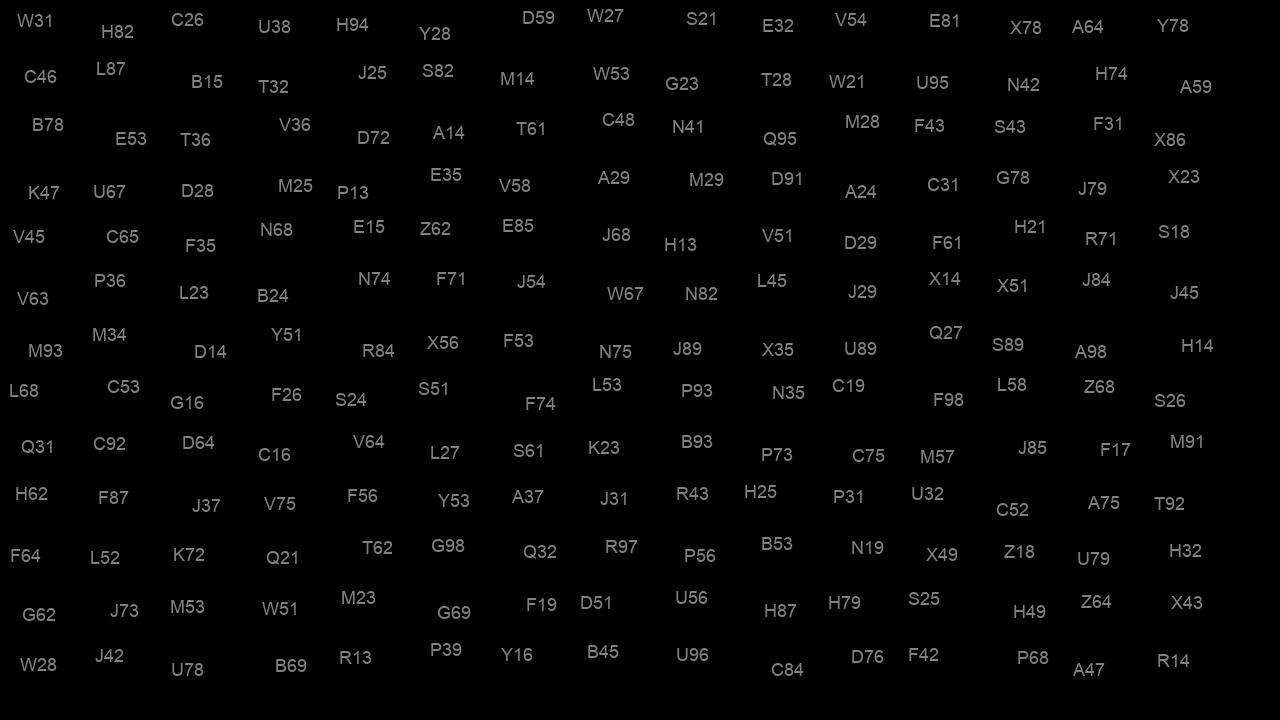 W31 H82 C26 U38 H94 Y28 D59 W27 S21 E32 V54 E81 X78 A64 Y78
C46 L87 B15 T32 J25 S82 M14 W53 G23 T28 W21 U95 N42 H74 A59
B78 E53 T36 V36 D72 A14 T61 C48 N41 Q95 M28 F43 S43 F31 X86
K47 U67 D28 M25 P13 E35 V58 A29 M29 D91 A24 C31 G78 J79 X23
V45 C65 F35 N68 E15 Z62 E85 J68 H13 V51 D29 F61 H21 R71 S18
V63 P36 L23 B24 N74 F71 J54 W67 N82 L45 J29 X14 X51 J84 J45
M93 M34 D14 Y51 R84 X56 F53 N75 J89 X35 U89 Q27 S89 A98 H14
L68 C53 G16 F26 S24 S51 F74 L53 P93 N35 C19 F98 L58 Z68 S26
Q31 C92 D64 C16 V64 L27 S61 K23 B93 P73 C75 M57 J85 F17 M91
H62 F87 J37 V75 F56 Y53 A37 J31 R43 H25 P31 U32 C52 A75 T92
F64 L52 K72 Q21 T62 G98 Q32 R97 P56 B53 N19 X49 Z18 U79 H32
G62 J73 M53 W51 M23 G69 F19 D51 U56 H87 H79 S25 H49 Z64 X43
W28 J42 U78 B69 R13 P39 Y16 B45 U96 C84 D76 F42 P68 A47 R14